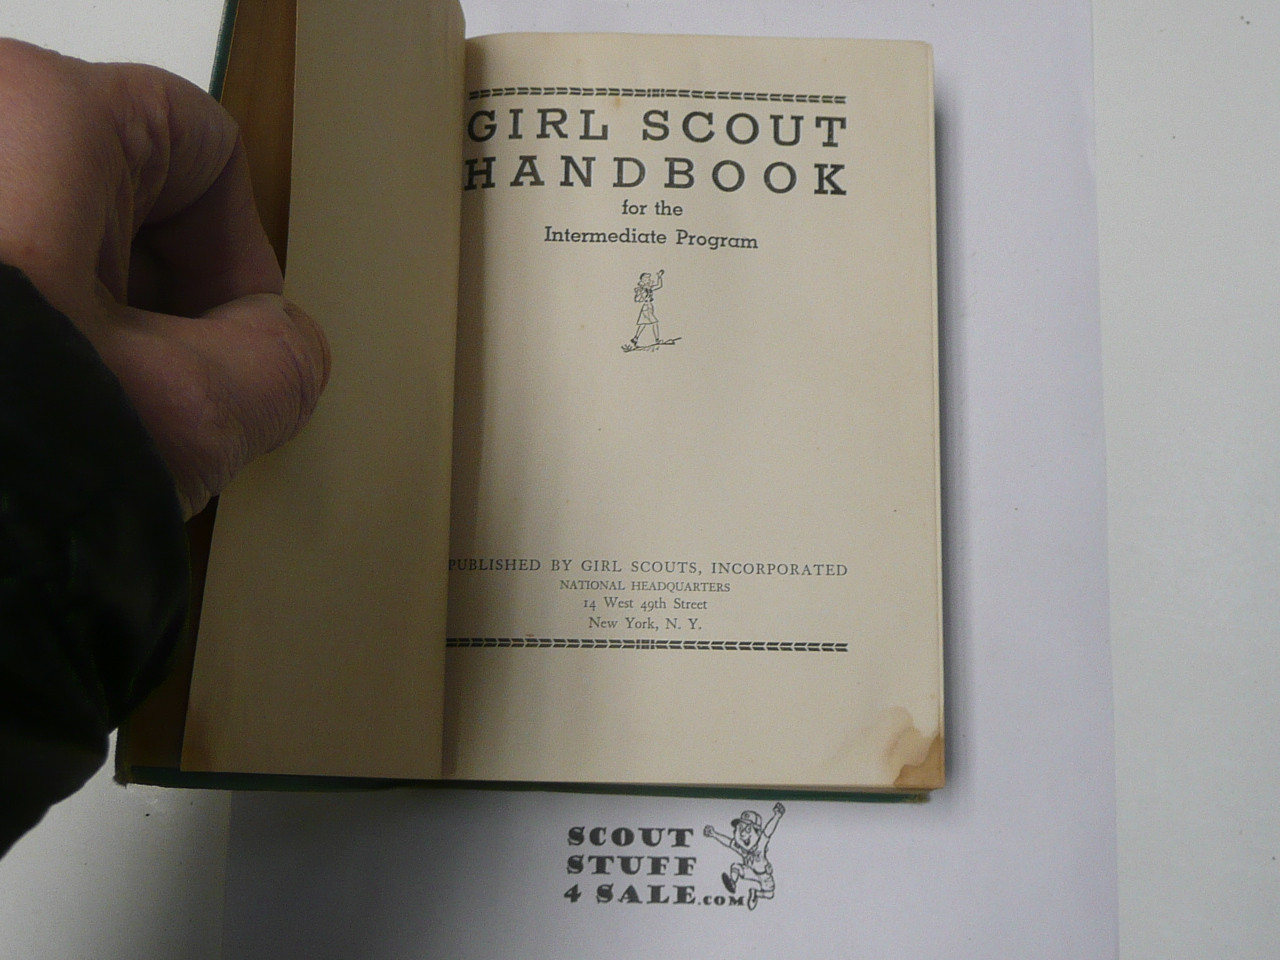 GIRL SCOUT
HANDBOOK
for the
Intermediate Program
PUBLISHED BY GIRL SCOUTS, INCORPORATED
NATIONAL HEADQUARTERS
14 West 49th Street
New York, N. Y.
SCOUT
STUFF
4 SALE.COM